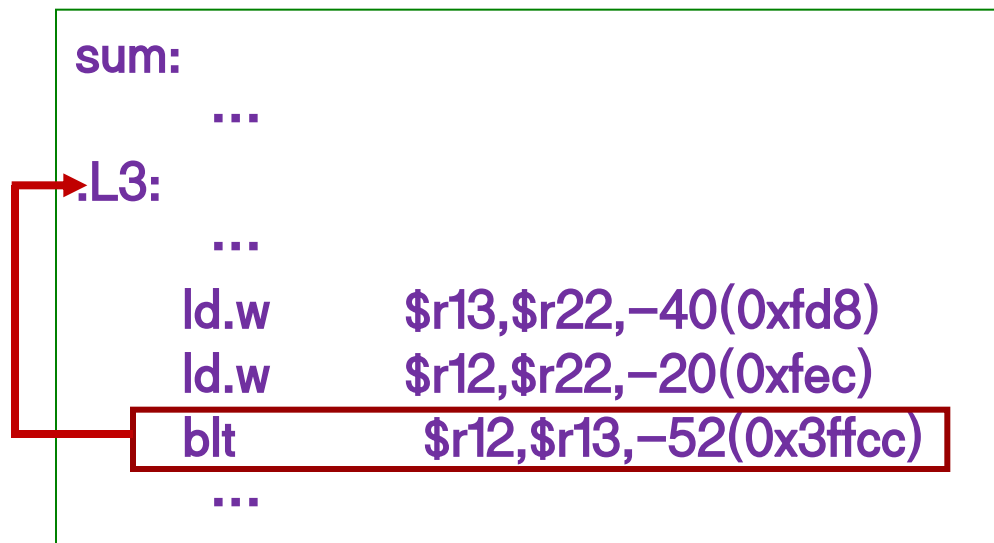 sum:
...
.L3:
...
ld.w $r13,$r22,-40(0xfd8)
ld.w $r12,$r22,-20(0xfec)
blt $r12,$r13,-52(0x3ffcc)
...